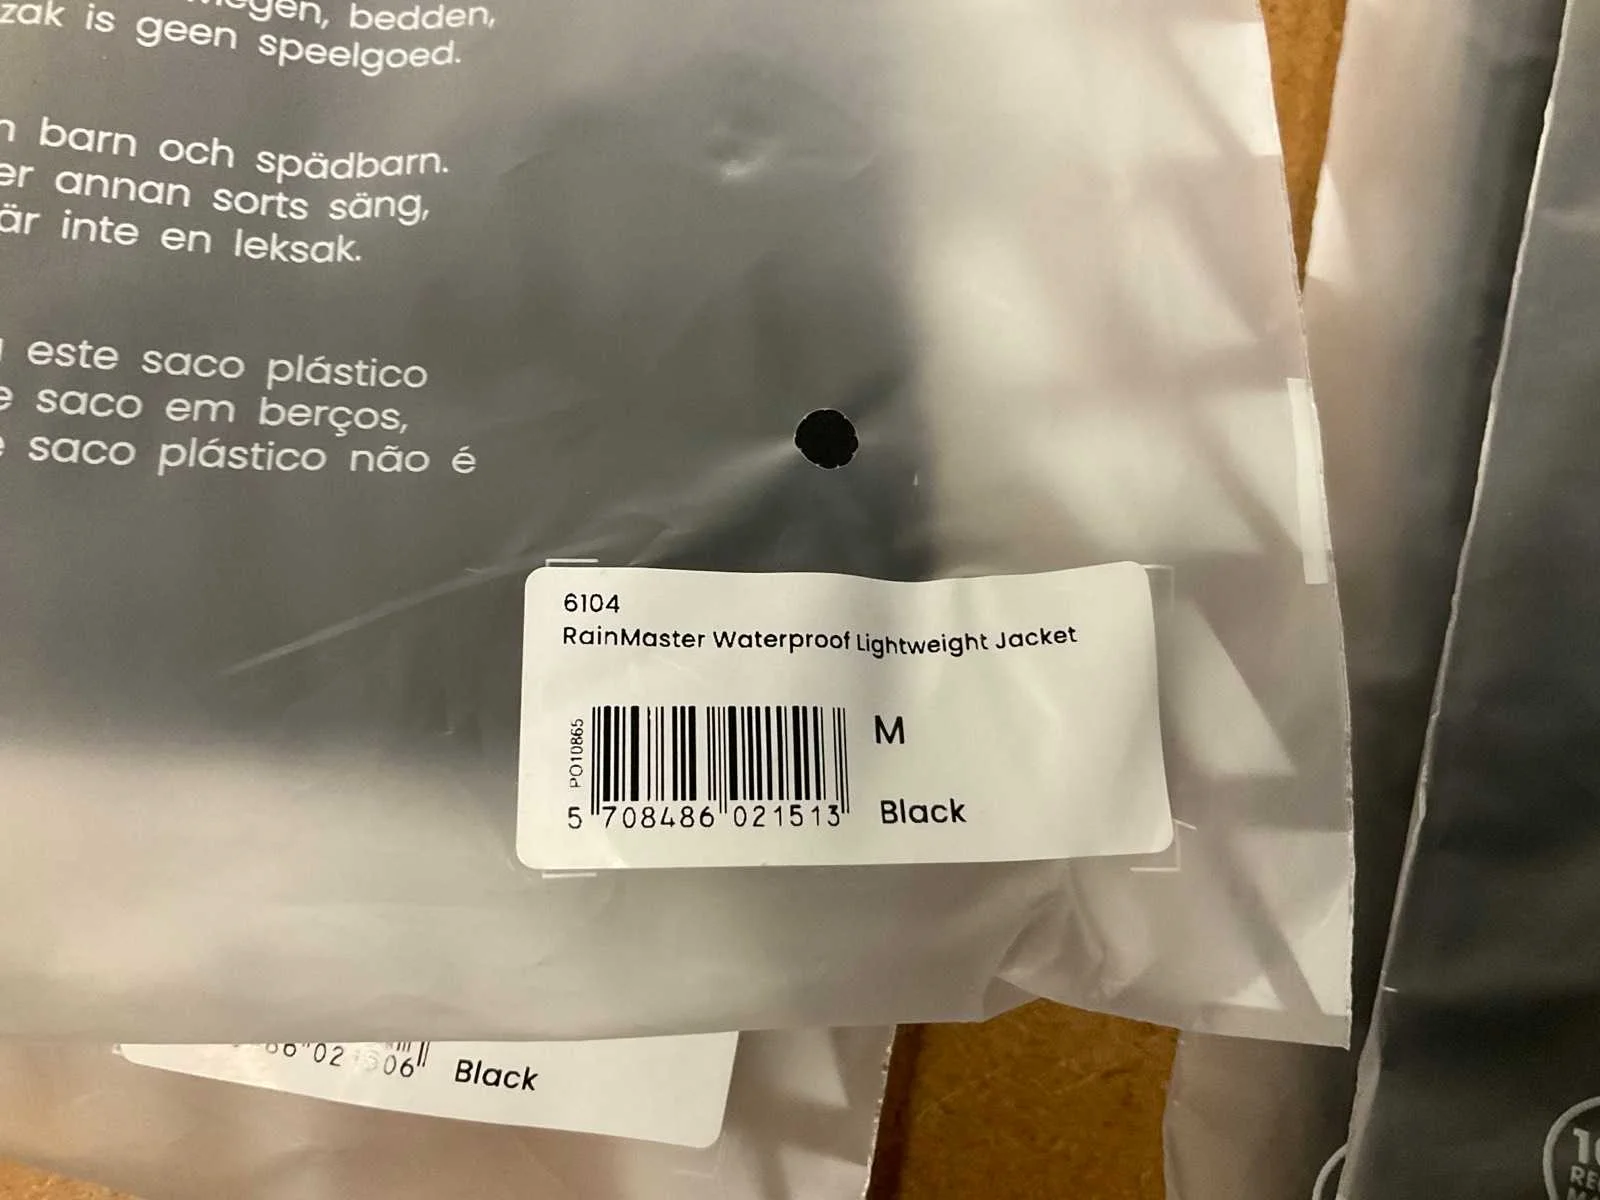 bedden,
zak is geen speelgoed.
barn och spädbarn.
annan sorts säng,
är inte en leksak.
este saco plástico
saco em berços,
saco plástico não é
6104
RainMaster Waterproof Lightweight Jacket
PO10865
M
5 708486 021513
Black
Black